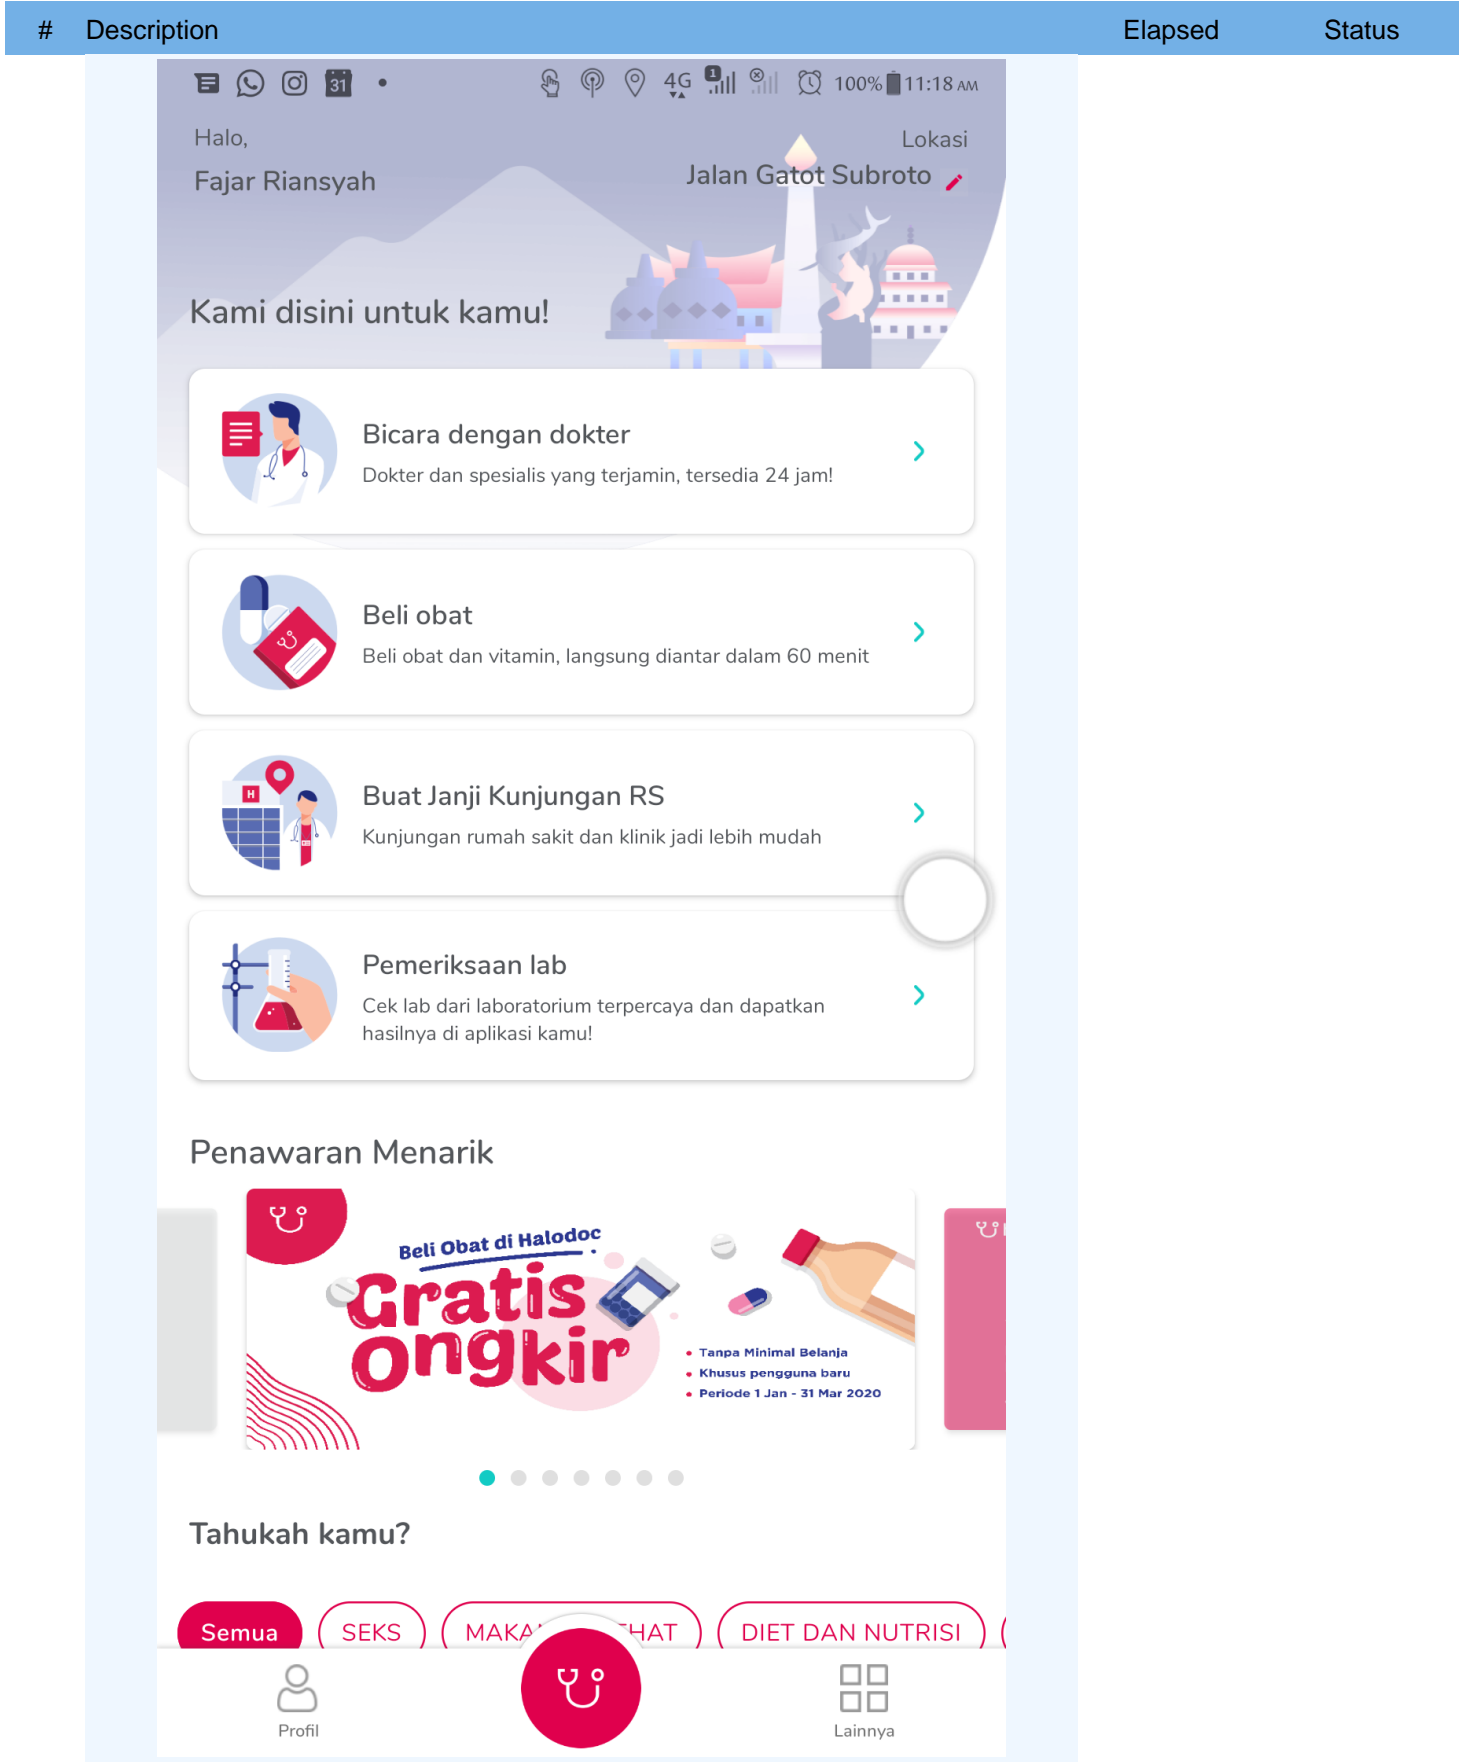 # Description Elapsed Status
31 4G 1 100% 11:18 AM
Halo,
Lokasi
Fajar Riansyah
Jalan Gatot Subroto
Kami disini untuk kamu!
Bicara dengan dokter
Dokter dan spesialis yang terjamin, tersedia 24 jam!
Beli obat
Beli obat dan vitamin, langsung diantar dalam 60 menit
H
Buat Janji Kunjungan RS
Kunjungan rumah sakit dan klinik jadi lebih mudah
Pemeriksaan lab
Cek lab dari laboratorium terpercaya dan dapatkan
hasilnya di aplikasi kamu!
Penawaran Menarik
Beli Obat di Halodoc
Gratis
ongkir
• Tanpa Minimal Belanja
• Khusus pengguna baru
• Periode 1 Jan - 31 Mar 2020
Tahukah kamu?
Semua SEKS DIET DAN NUTRISI
Profil Lainnya